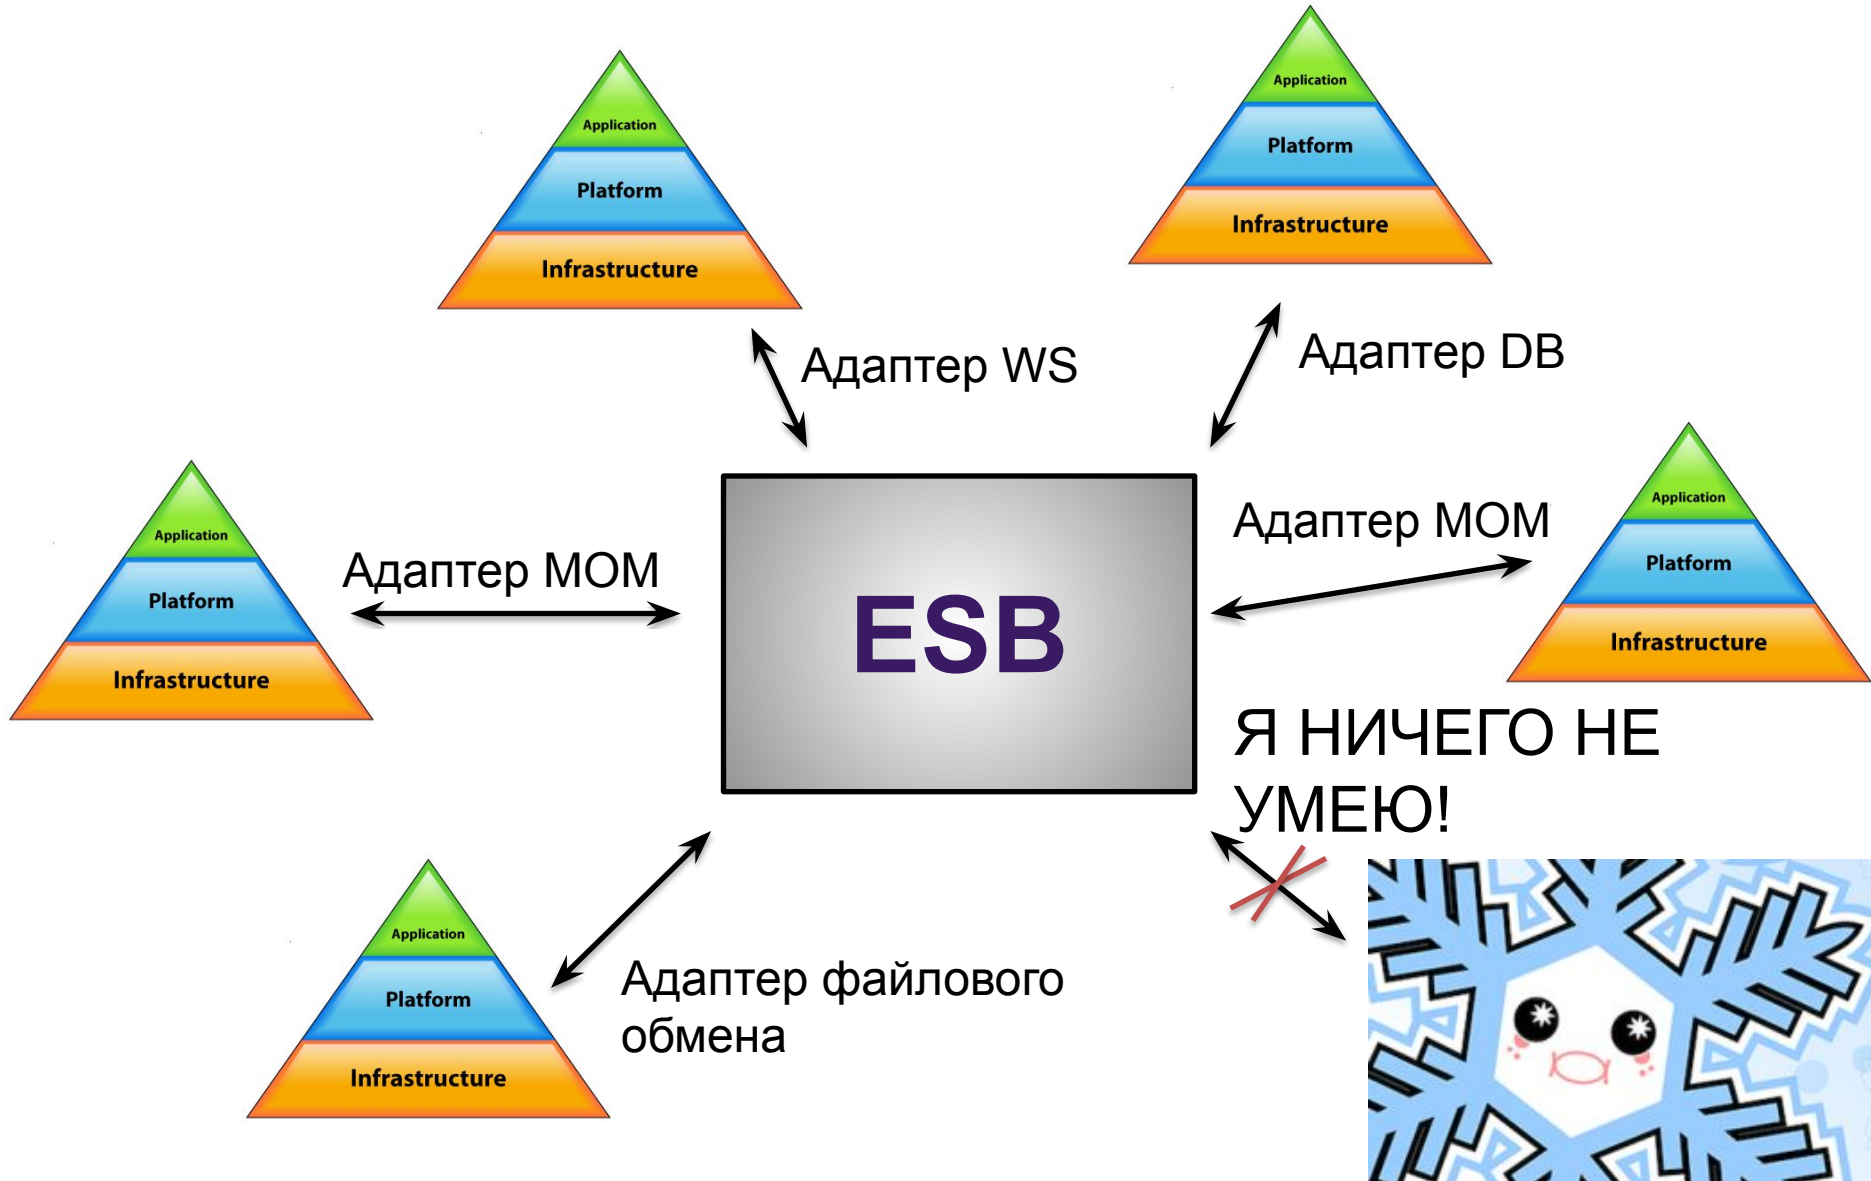 Application
Platform
Infrastructure
Application
Platform
Infrastructure
Адаптер WS
Адаптер DB
Application
Platform
Infrastructure
Адаптер MOM
ESB
Адаптер MOM
Application
Platform
Infrastructure
Я НИЧЕГО НЕ
УМЕЮ!
Application
Platform
Infrastructure
Адаптер файлового
обмена